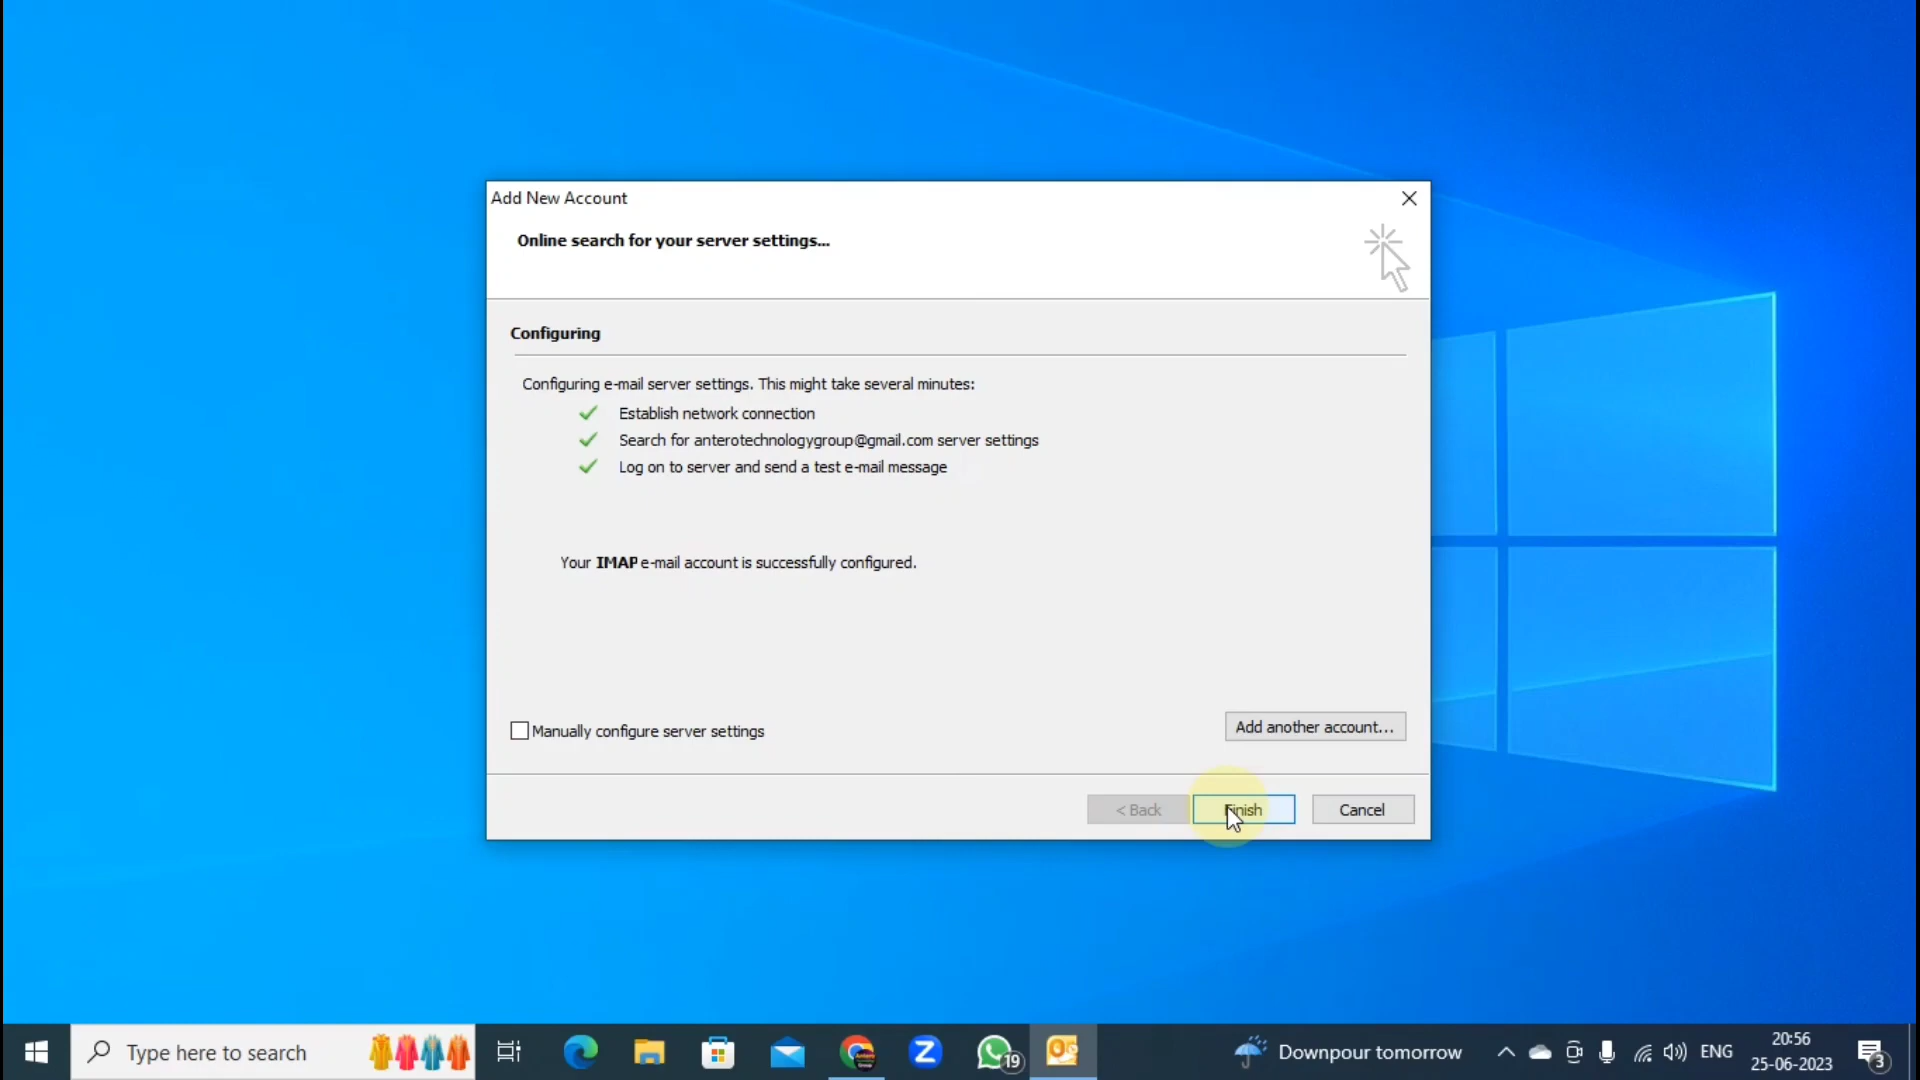 Add New Account
Online search for your server settings...
Configuring
Configuring e-mail server settings. This might take several minutes:
Establish network connection
Search for anterotechnologygroup@gmail.com server settings
Log on to server and send a test e-mail message
Your IMAP e-mail account is successfully configured.
Manually configure server settings
Add another account...
< Back
Finish
Cancel
Type here to search
19
Downpour tomorrow
ENG
20:56
25-06-2023
3